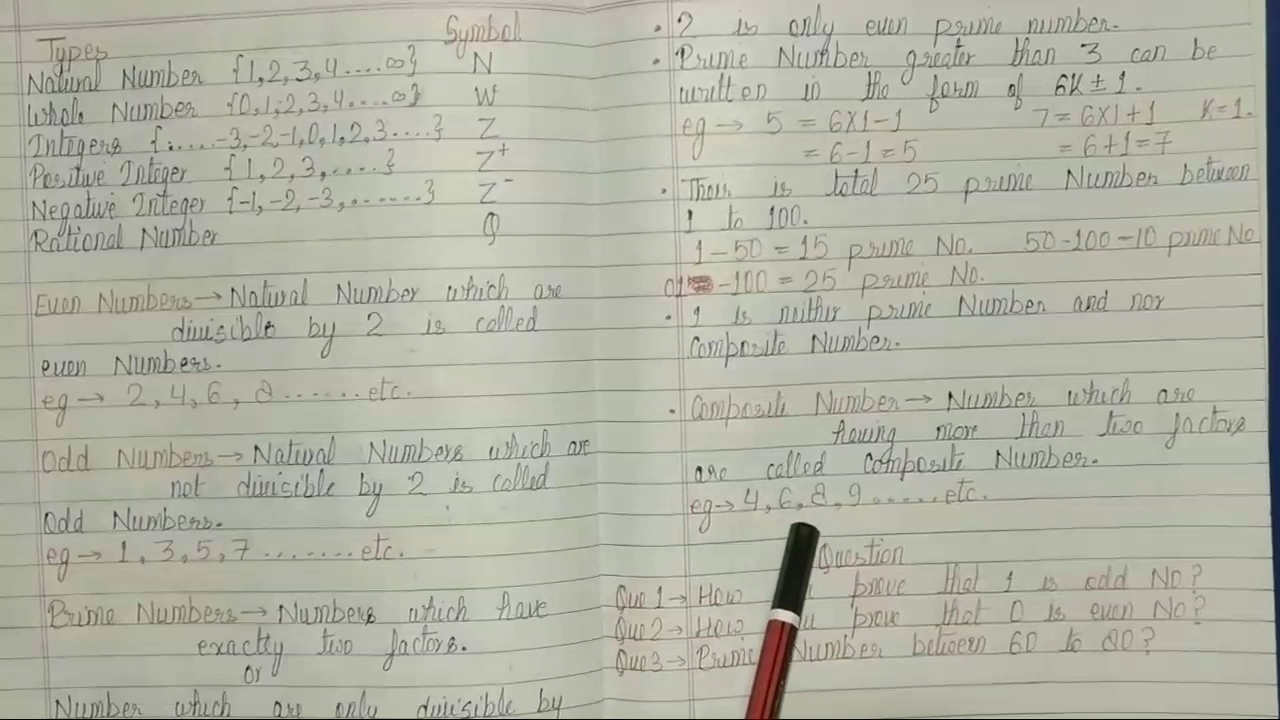 Types Symbol
Natural Number {1,2,3,4....∞} N
Whole Number {0,1,2,3,4....∞} W
Integers {.....-3,-2,-1,0,1,2,3....} Z
Positive Integer {1,2,3,.....} Z⁺
Negative Integer {-1,-2,-3,.......} Z⁻
Rational Number Q
Even Numbers→Natural Number which are
divisible by 2 is called
even Numbers.
eg→ 2,4,6,8......etc.
Odd Numbers→Natural Numbers which are
not divisible by 2 is called
Odd Numbers.
eg→1,3,5,7.......etc.
Prime Numbers→Numbers which have
exactly two factors.
or
Number which are only divisible by
• 2 is only even prime number.
• Prime Number greater than 3 can be
written in the form of 6K±1.
eg→ 5 = 6×1-1 7=6×1+1 K=1.
= 6-1=5 = 6+1=7
• is total 25 prime Number between
1 to 100.
1-50 = 15 prime No. 50-100-10 prime No
01 -100 = 25 prime No.
• 1 is neither prime Number and nor
Composite Number.
• Composite Number→Number which are
having more than two factors
are called composite Number.
eg→4,6,8,9......etc.
Question
Que1→ How prove that 1 is odd No?
Que2→ How prove that 0 is even No?
Que3→ Prime Number between 60 to 80?